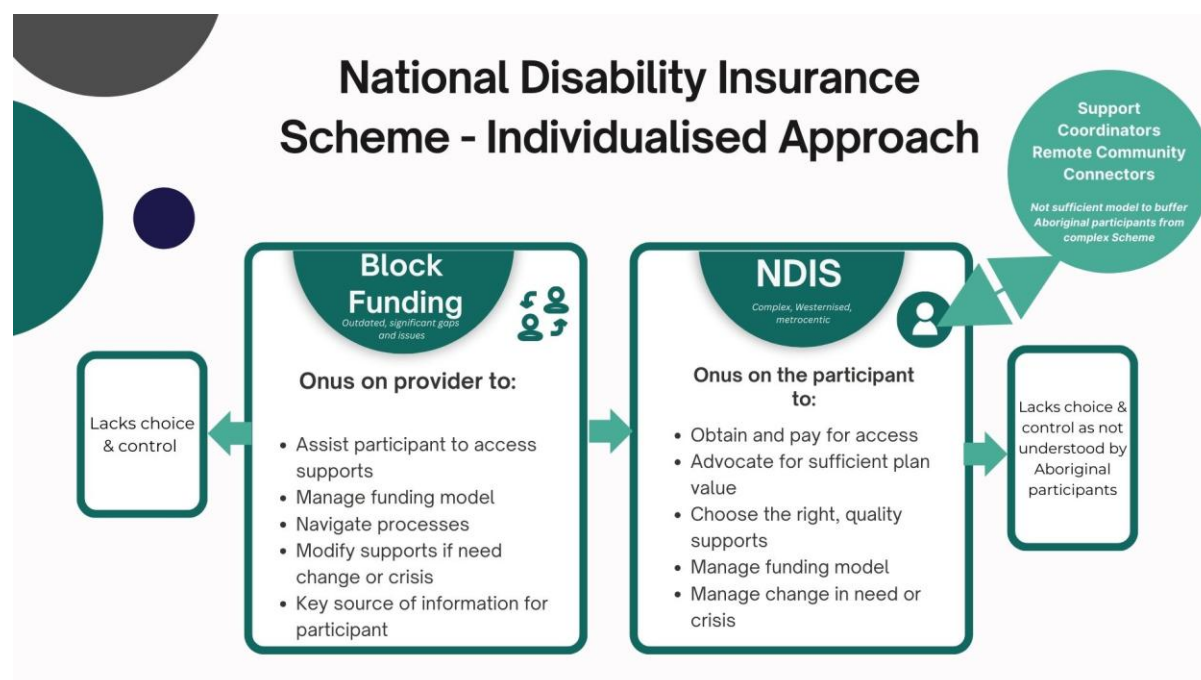 National Disability Insurance
Scheme - Individualised Approach
Support
Coordinators
Remote Community
Connectors
Not sufficient model to buffer
Aboriginal participants from
complex Scheme
Lacks choice
& control
Block
Funding
Outdated, significant gaps
and issues
Onus on provider to:
• Assist participant to access
supports
• Manage funding model
• Navigate processes
• Modify supports if need
change or crisis
• Key source of information for
participant
NDIS
Complex, Westernised,
metrocentic
Onus on the participant
to:
• Obtain and pay for access
• Advocate for sufficient plan
value
• Choose the right, quality
supports
• Manage funding model
• Manage change in need or
crisis
Lacks choice &
control as not
understood by
Aboriginal
participants